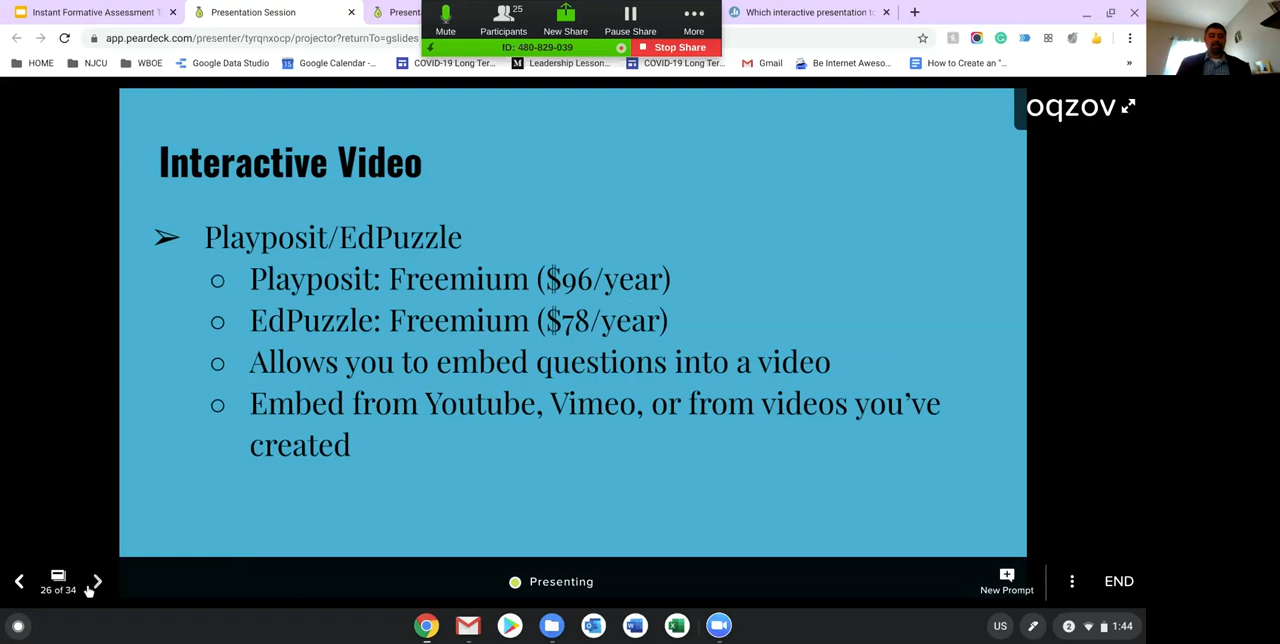 Instant Formative Assessment T
Presentation Session
Present
25
Mute
Participants
New Share
Pause Share
More
ID: 480-829-039
Stop Share
Which interactive presentation to
app.peardeck.com/presenter/tyrqnxocp/projector?returnTo=gslides
HOME
NJCU
WBOE
Google Data Studio
Google Calendar -...
COVID-19 Long Ter...
Leadership Lesson...
COVID-19 Long Ter...
Gmail
Be Internet Aweso...
How to Create an "...
»
oqzov
Interactive Video
➢ Playposit/EdPuzzle
○ Playposit: Freemium ($96/year)
○ EdPuzzle: Freemium ($78/year)
○ Allows you to embed questions into a video
○ Embed from Youtube, Vimeo, or from videos you've
created
26 of 34
Presenting
New Prompt
END
US
2
1:44